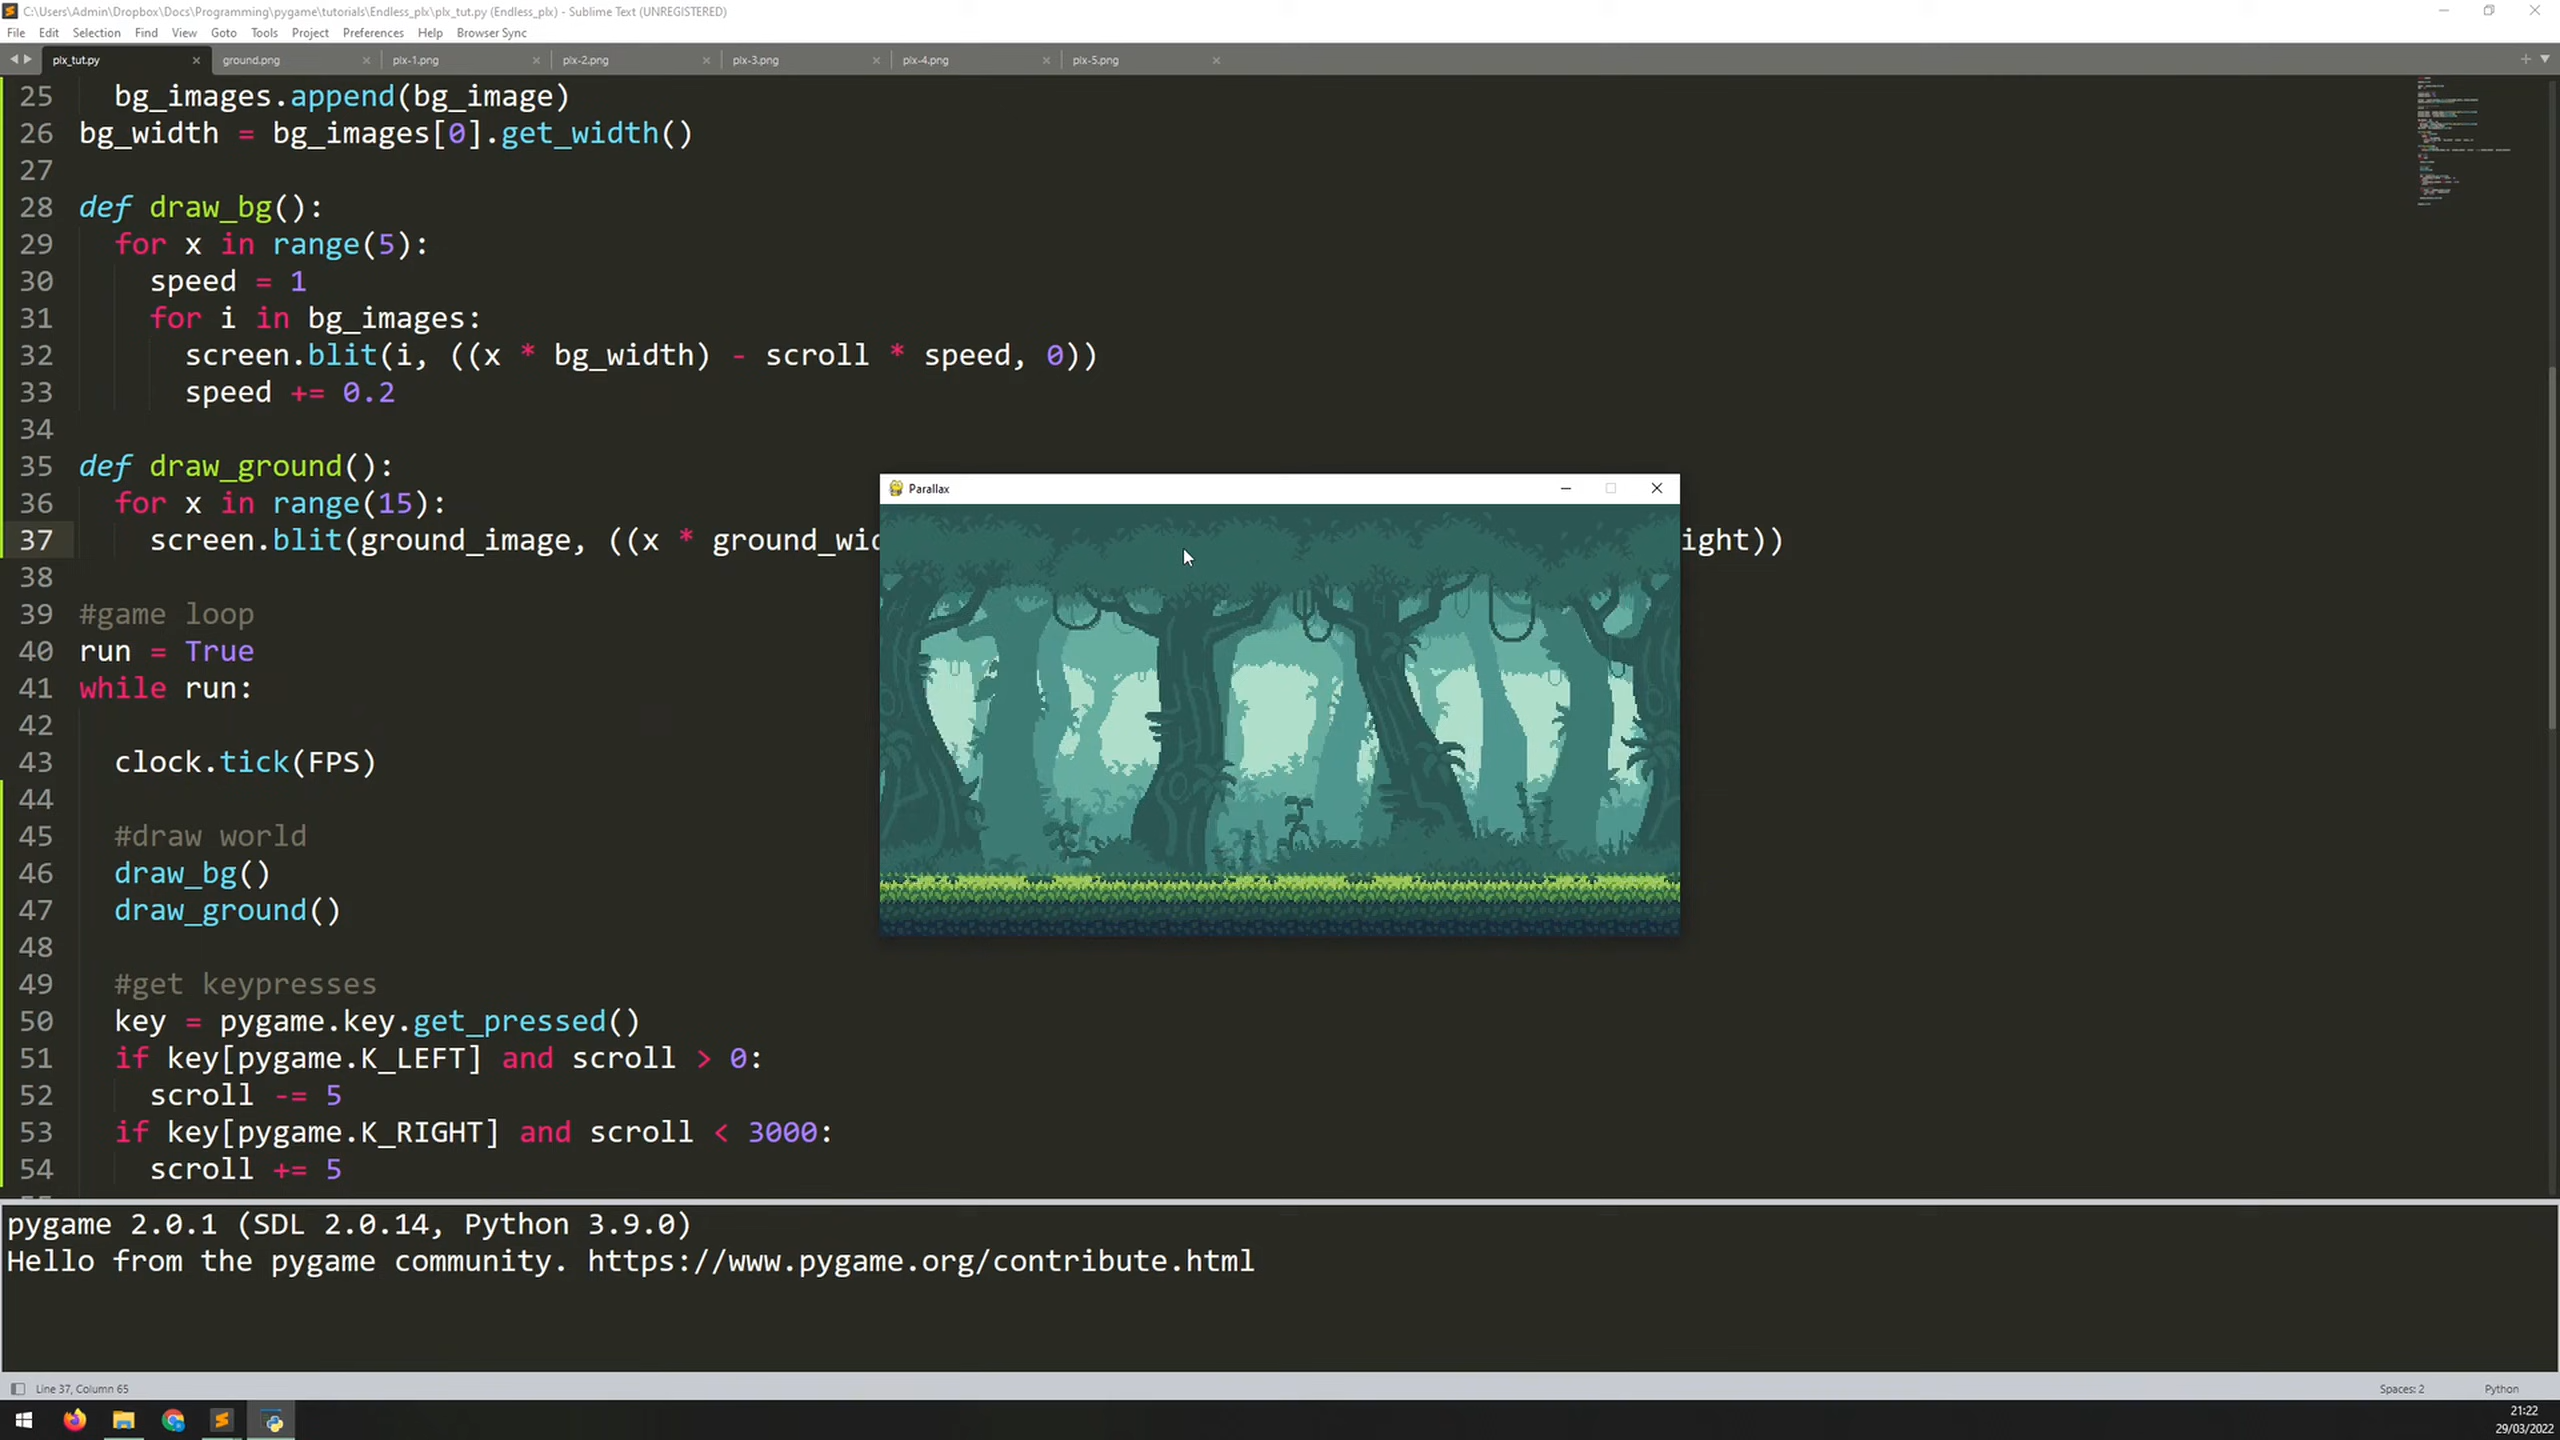 C:\Users\Admin\Dropbox\Docs\Programming\pygame\tutorials\Endless_plx\plx_tut.py (Endless_plx) - Sublime Text (UNREGISTERED)
File Edit Selection Find View Goto Tools Project Preferences Help Browser Sync
plx_tut.py ground.png plx-1.png plx-2.png plx-3.png plx-4.png plx-5.png
25 bg_images.append(bg_image)
26 bg_width = bg_images[0].get_width()
27
28 def draw_bg():
29 for x in range(5):
30 speed = 1
31 for i in bg_images:
32 screen.blit(i, ((x * bg_width) - scroll * speed, 0))
33 speed += 0.2
34
35 def draw_ground():
36 for x in range(15):
37 screen.blit(ground_image, ((x * ground_wi ight))
38
39 #game loop
40 run = True
41 while run:
42
43 clock.tick(FPS)
44
45 #draw world
46 draw_bg()
47 draw_ground()
48
49 #get keypresses
50 key = pygame.key.get_pressed()
51 if key[pygame.K_LEFT] and scroll > 0:
52 scroll -= 5
53 if key[pygame.K_RIGHT] and scroll < 3000:
54 scroll += 5
Parallax
pygame 2.0.1 (SDL 2.0.14, Python 3.9.0)
Hello from the pygame community. https://www.pygame.org/contribute.html
Line 37, Column 65
Spaces: 2 Python
21:22
29/03/2022